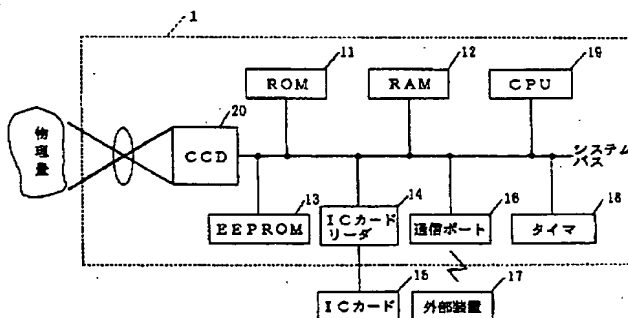 1
11
12
19
ROM
RAM
CPU
20
物理量
CCD
システム
バス
13
14
16
18
EEPROM
ICカード
リーダ
通信ポート
タイマ
15
17
ICカード
外部装置